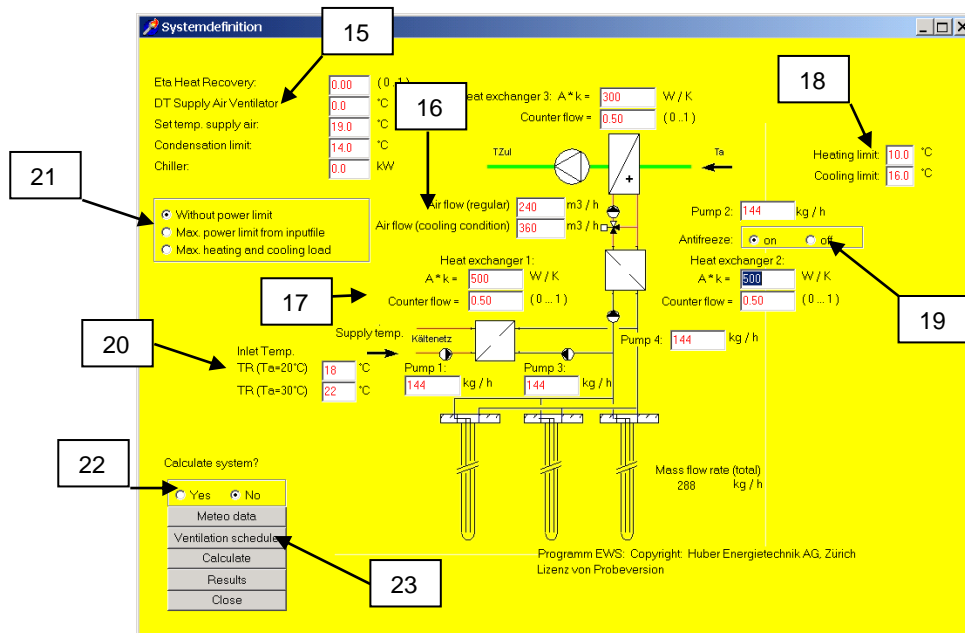 Systemdefinition
15
Eta Heat Recovery: 0.00 ( 0..1 )
DT Supply Air Ventilator 0.0 °C
Set temp. supply air: 19.0 °C
Condensation limit: 14.0 °C
Chiller: 0.0 kW
16
eat exchanger 3: A * k = 300 W / K
Counter flow = 0.50 ( 0 ..1 )
18
TZul
Ta
+
Heating limit: 10.0 °C
Cooling limit: 16.0 °C
21
Without power limit
Max. power limit from inputfile
Max. heating and cooling load
Air flow (regular) 240 m3 / h
Air flow (cooling condition) 360 m3 / h
Pump 2: 144 kg / h
Antifreeze: on off
17
Heat exchanger 1:
A * k = 500 W / K
Counter flow = 0.50 ( 0 ... 1 )
Heat exchanger 2:
A * k = 500 W / K
Counter flow = 0.50 ( 0 ... 1 )
19
20
Supply temp.
Kältenetz
Inlet Temp.
TR (Ta=20°C) 18 °C
TR (Ta=30°C) 22 °C
Pump 1:
144 kg / h
Pump 3:
144 kg / h
Pump 4: 144 kg / h
22
Calculate system?
Yes No
Meteo data
Ventilation schedule
Calculate
Results
Close
23
Mass flow rate (total)
288 kg / h
Programm EWS: Copyright: Huber Energietechnik AG, Zürich
Lizenz von Probeversion